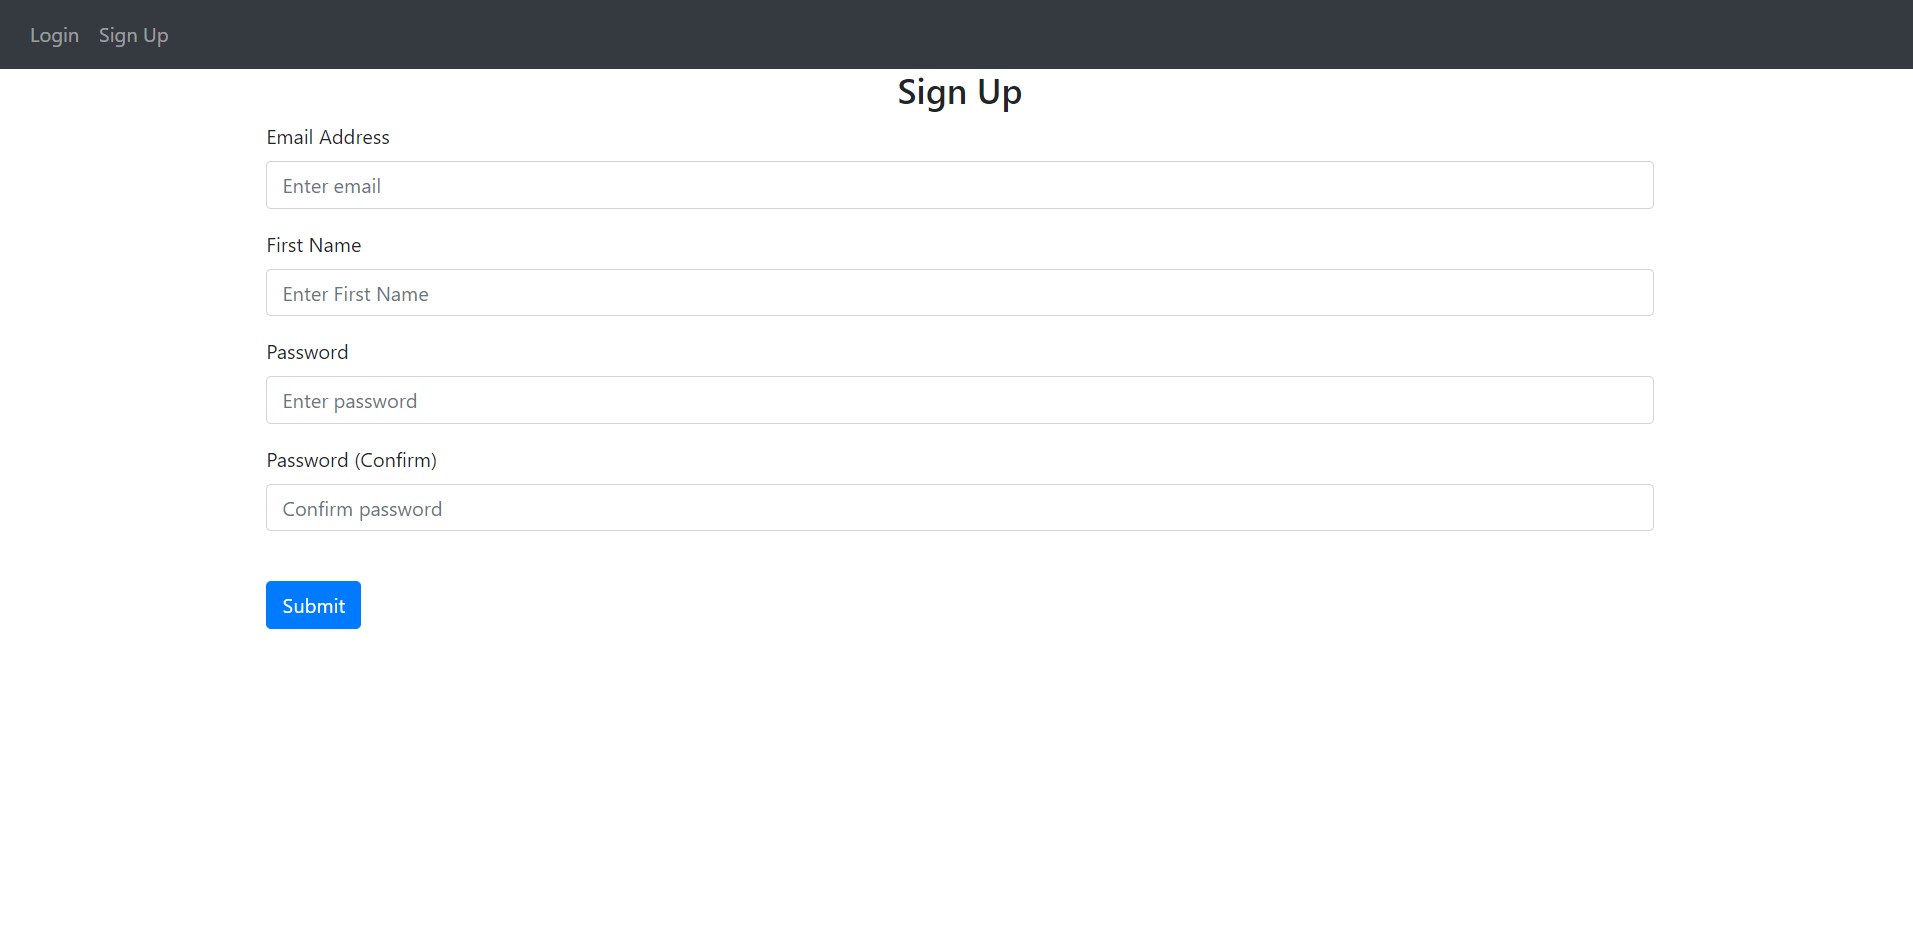 Login Sign Up
Sign Up
Email Address
Enter email
First Name
Enter First Name
Password
Enter password
Password (Confirm)
Confirm password
Submit